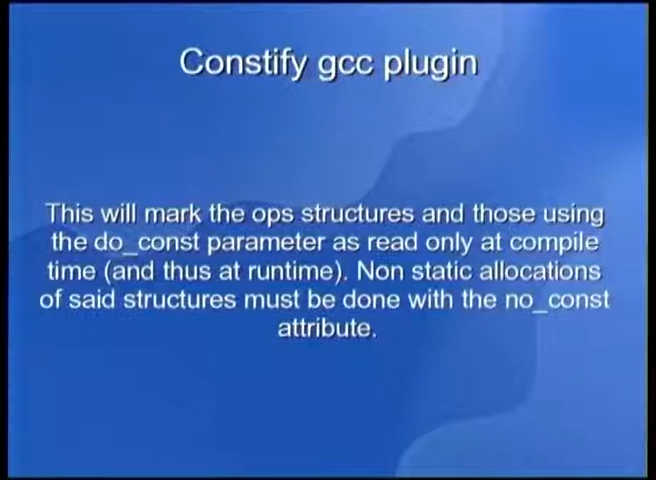 Constify gcc plugin
This will mark the ops structures and those using
the do_const parameter as read only at compile
time (and thus at runtime). Non static allocations
of said structures must be done with the no_const
attribute.